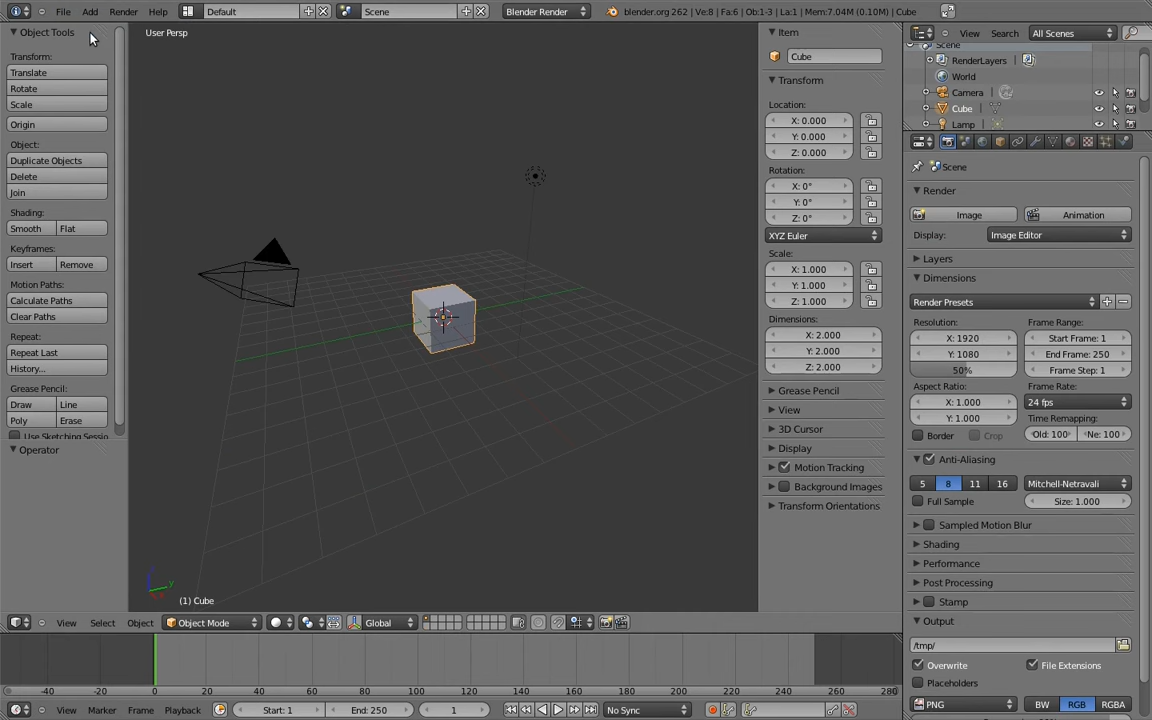 File Add Render Help Default Scene Blender Render blender.org 262 | Ve:8 | Fa:6 | Ob:1-3 | La:1 | Mem:7.04M (0.10M) | Cube
Object Tools
Transform:
Translate
Rotate
Scale
Origin
Object:
Duplicate Objects
Delete
Join
Shading:
Smooth Flat
Keyframes:
Insert Remove
Motion Paths:
Calculate Paths
Clear Paths
Repeat:
Repeat Last
History...
Grease Pencil:
Draw Line
Poly Erase
Use Sketching Sessio
Operator
User Persp
(1) Cube
Item
Cube
Transform
Location:
X: 0.000
Y: 0.000
Z: 0.000
Rotation:
X: 0°
Y: 0°
Z: 0°
XYZ Euler
Scale:
X: 1.000
Y: 1.000
Z: 1.000
Dimensions:
X: 2.000
Y: 2.000
Z: 2.000
Grease Pencil
View
3D Cursor
Display
Motion Tracking
Background Images
Transform Orientations
View Search All Scenes
Scene
RenderLayers
World
Camera
Cube
Lamp
Scene
Render
Image Animation
Display: Image Editor
Layers
Dimensions
Render Presets
Resolution: Frame Range:
X: 1920 Start Frame: 1
Y: 1080 End Frame: 250
50% Frame Step: 1
Aspect Ratio: Frame Rate:
X: 1.000 24 fps
Y: 1.000 Time Remapping:
Border Crop Old: 100 Ne: 100
Anti-Aliasing
5 8 11 16 Mitchell-Netravali
Full Sample Size: 1.000
Sampled Motion Blur
Shading
Performance
Post Processing
Stamp
Output
/tmp/
Overwrite File Extensions
Placeholders
PNG BW RGB RGBA
View Select Object Object Mode Global
-40 -20 0 20 40 60 80 100 120 140 160 180 200 220 240 260 280
View Marker Frame Playback Start: 1 End: 250 1 No Sync